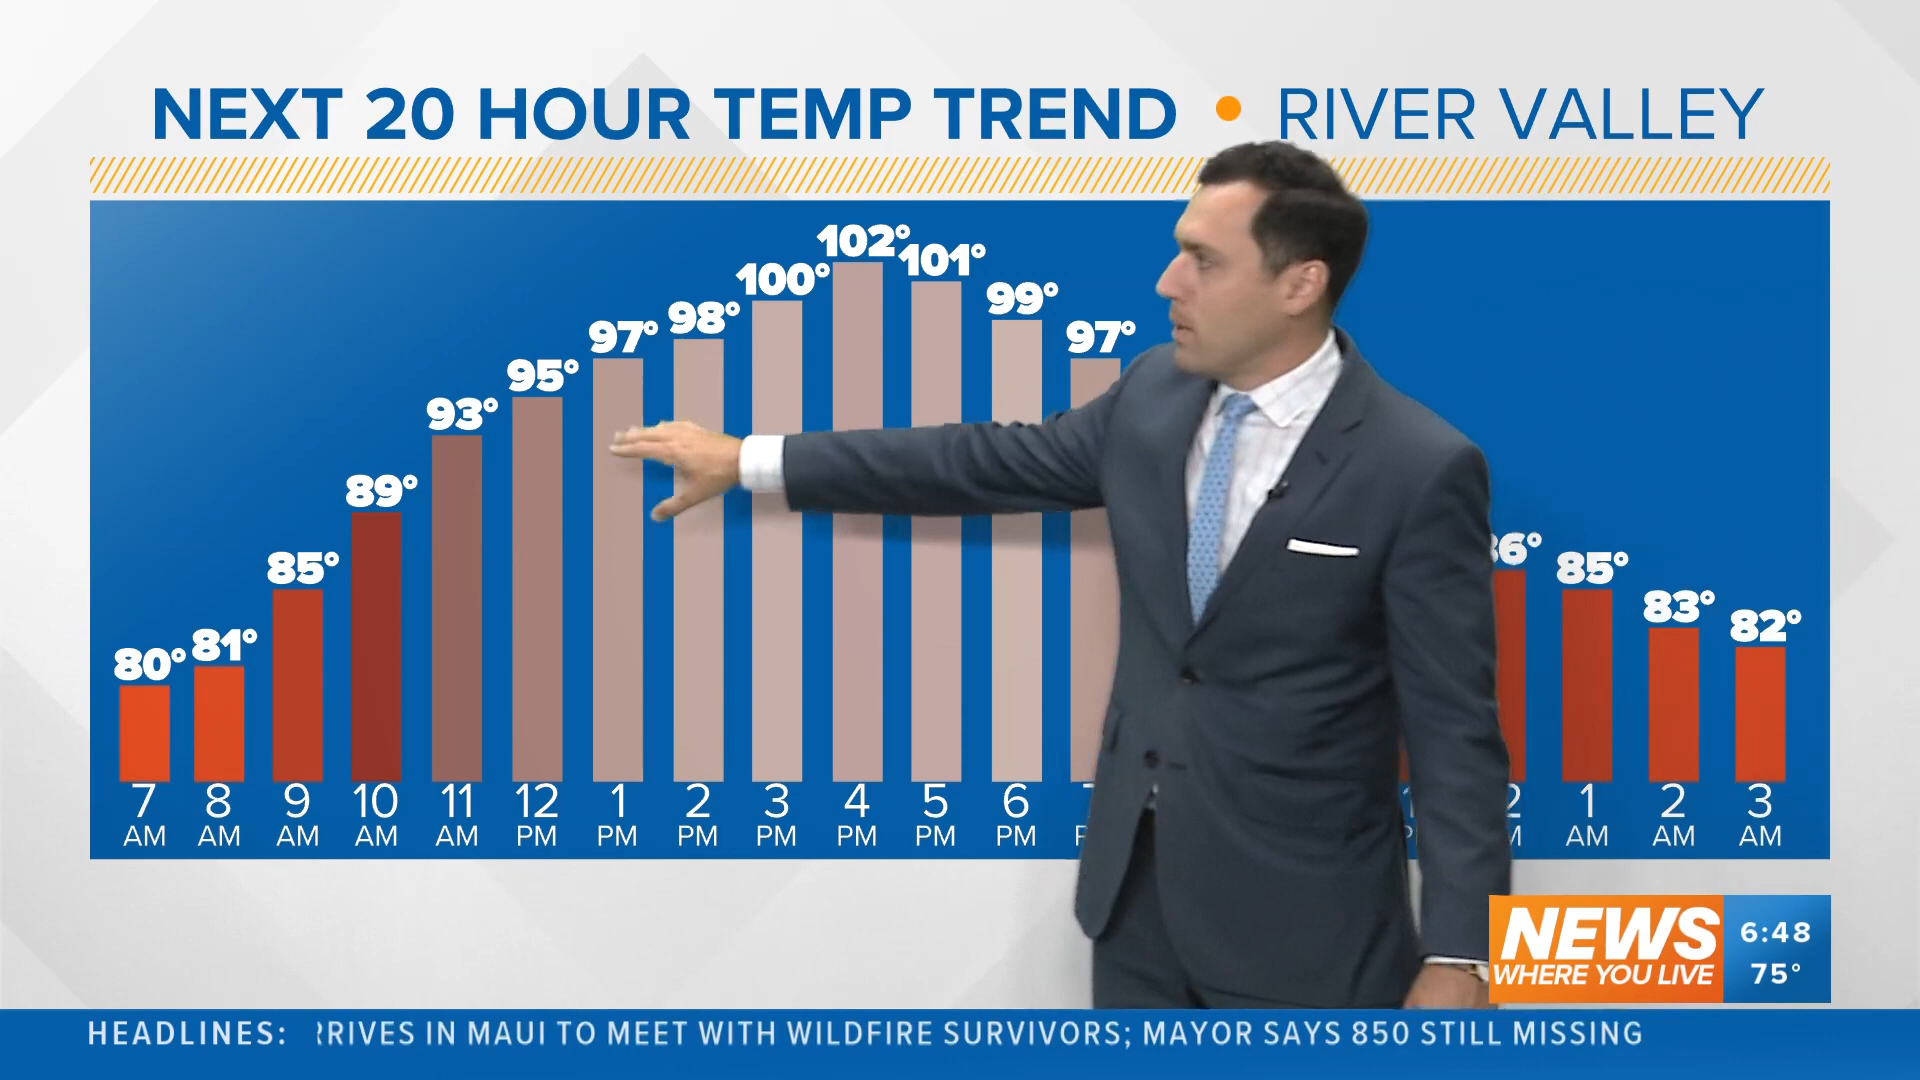 NEXT 20 HOUR TEMP TREND • RIVER VALLEY
80° 81° 85° 89° 93° 95° 97° 98° 100° 102° 101° 99° 97° 85° 83° 82°
7 8 9 10 11 12 1 2 3 4 5 6 1 2 3
AM AM AM AM AM PM PM PM PM PM PM PM AM AM AM
NEWS
WHERE YOU LIVE
6:48
75°
HEADLINES: IN MAUI TO MEET WITH WILDFIRE SURVIVORS; MAYOR SAYS 850 STILL MISSING